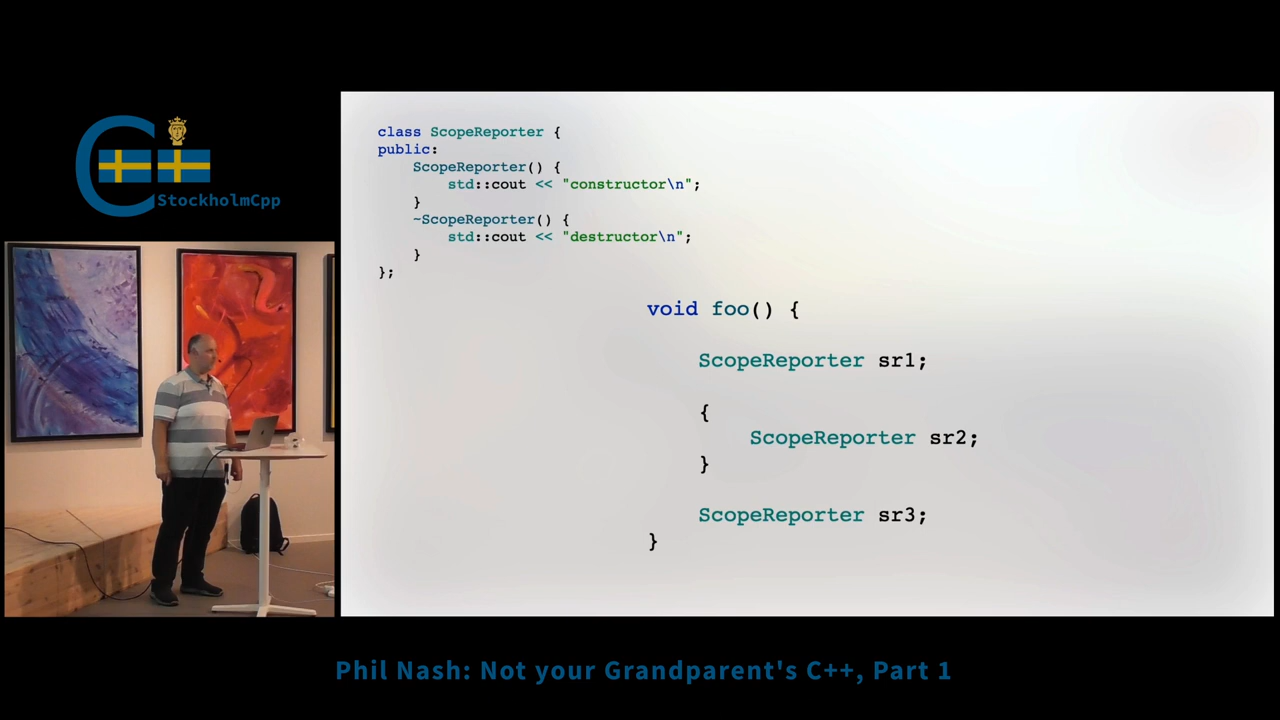 StockholmCpp
class ScopeReporter {
public:
    ScopeReporter() {
        std::cout << "constructor\n";
    }
    ~ScopeReporter() {
        std::cout << "destructor\n";
    }
};
void foo() {
    ScopeReporter sr1;
    {
        ScopeReporter sr2;
    }
    ScopeReporter sr3;
}
Phil Nash: Not your Grandparent's C++, Part 1